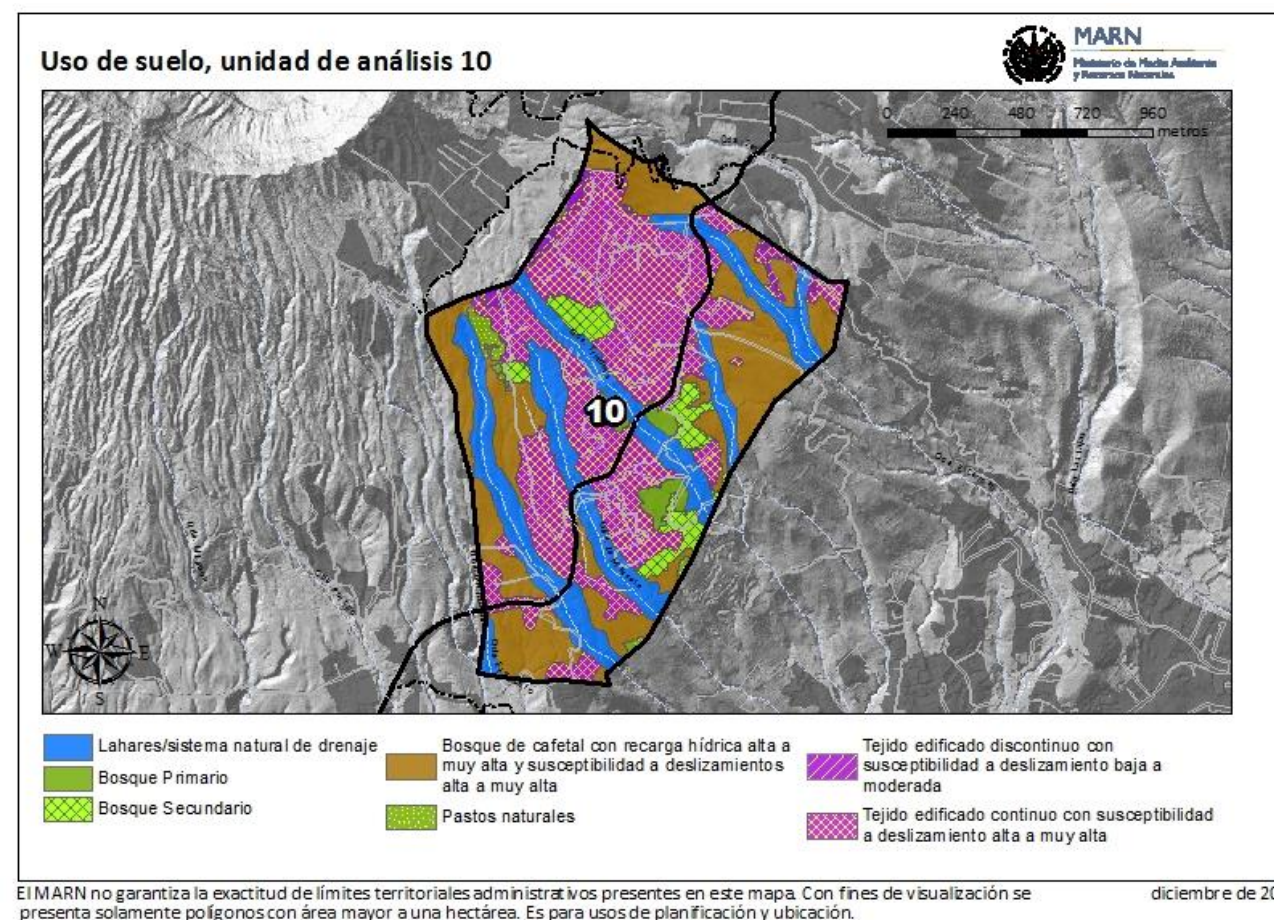 Uso de suelo, unidad de análisis 10
MARN
Ministerio de Medio Ambiente
y Recursos Naturales
0 240 480 720 960
metros
10
N
W E
S
Lahares/sistema natural de drenaje
Bosque Primario
Bosque Secundario
Bosque de cafetal con recarga hídrica alta a
muy alta y susceptibilidad a deslizamientos
alta a muy alta
Pastos naturales
Tejido edificado discontinuo con
susceptibilidad a deslizamiento baja a
moderada
Tejido edificado continuo con susceptibilidad
a deslizamiento alta a muy alta
El MARN no garantiza la exactitud de límites territoriales administrativos presentes en este mapa. Con fines de visualización se
presenta solamente polígonos con área mayor a una hectárea. Es para usos de planificación y ubicación.
diciembre de 20